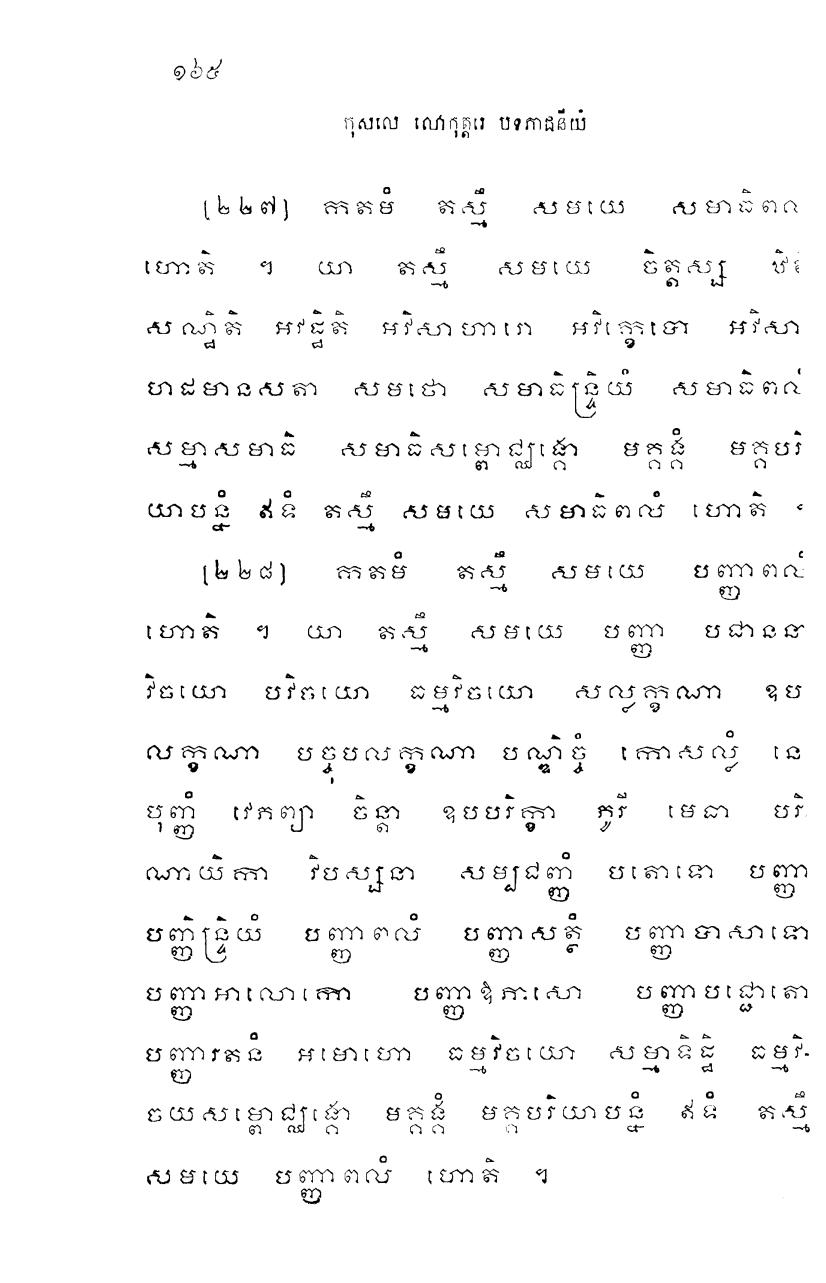 ១៦៥
កុសលេ លោកុត្តរេ បទភាជនីយំ
(២២៧) កតមំ តស្មឹ សមយេ សមាធិពលំ
ហោតិ ។ យា តស្មឹ សមយេ ចិត្តស្ស ឋិតិ
សណ្ឋិតិ អវដ្ឋិតិ អវិសាហារោ អវិក្ខេបោ អវិសា
ហដមានសតា សមថោ សមាធិន្ទ្រិយំ សមាធិពលំ
សម្មាសមាធិ សមាធិសម្ពោជ្ឈង្គោ មគ្គង្គំ មគ្គបរិ
យាបន្នំ ឥទំ តស្មឹ សមយេ សមាធិពលំ ហោតិ ។
(២២៨) កតមំ តស្មឹ សមយេ បញ្ញាពលំ
ហោតិ ។ យា តស្មឹ សមយេ បញ្ញា បជាននា
វិចយោ បវិចយោ ធម្មវិចយោ សល្លក្ខណា ឧប
លក្ខណា បច្ចុបលក្ខណា បណ្ឌិច្ចំ កោសល្លំ នេ
បុញ្ញំ វេភព្យា ចិន្តា ឧបបរិក្ខា ភូរី មេធា បរិ
ណាយិកា វិបស្សនា សម្បជញ្ញំ បតោទោ បញ្ញា
បញ្ញិន្ទ្រិយំ បញ្ញាពលំ បញ្ញាសត្ថំ បញ្ញាបាសាទោ
បញ្ញាអាលោកោ បញ្ញាឱភាសោ បញ្ញាបជ្ជោតោ
បញ្ញារតនំ អមោហោ ធម្មវិចយោ សម្មាទិដ្ឋិ ធម្មវិ-
ចយសម្ពោជ្ឈង្គោ មគ្គង្គំ មគ្គបរិយាបន្នំ ឥទំ តស្មឹ
សមយេ បញ្ញាពលំ ហោតិ ។